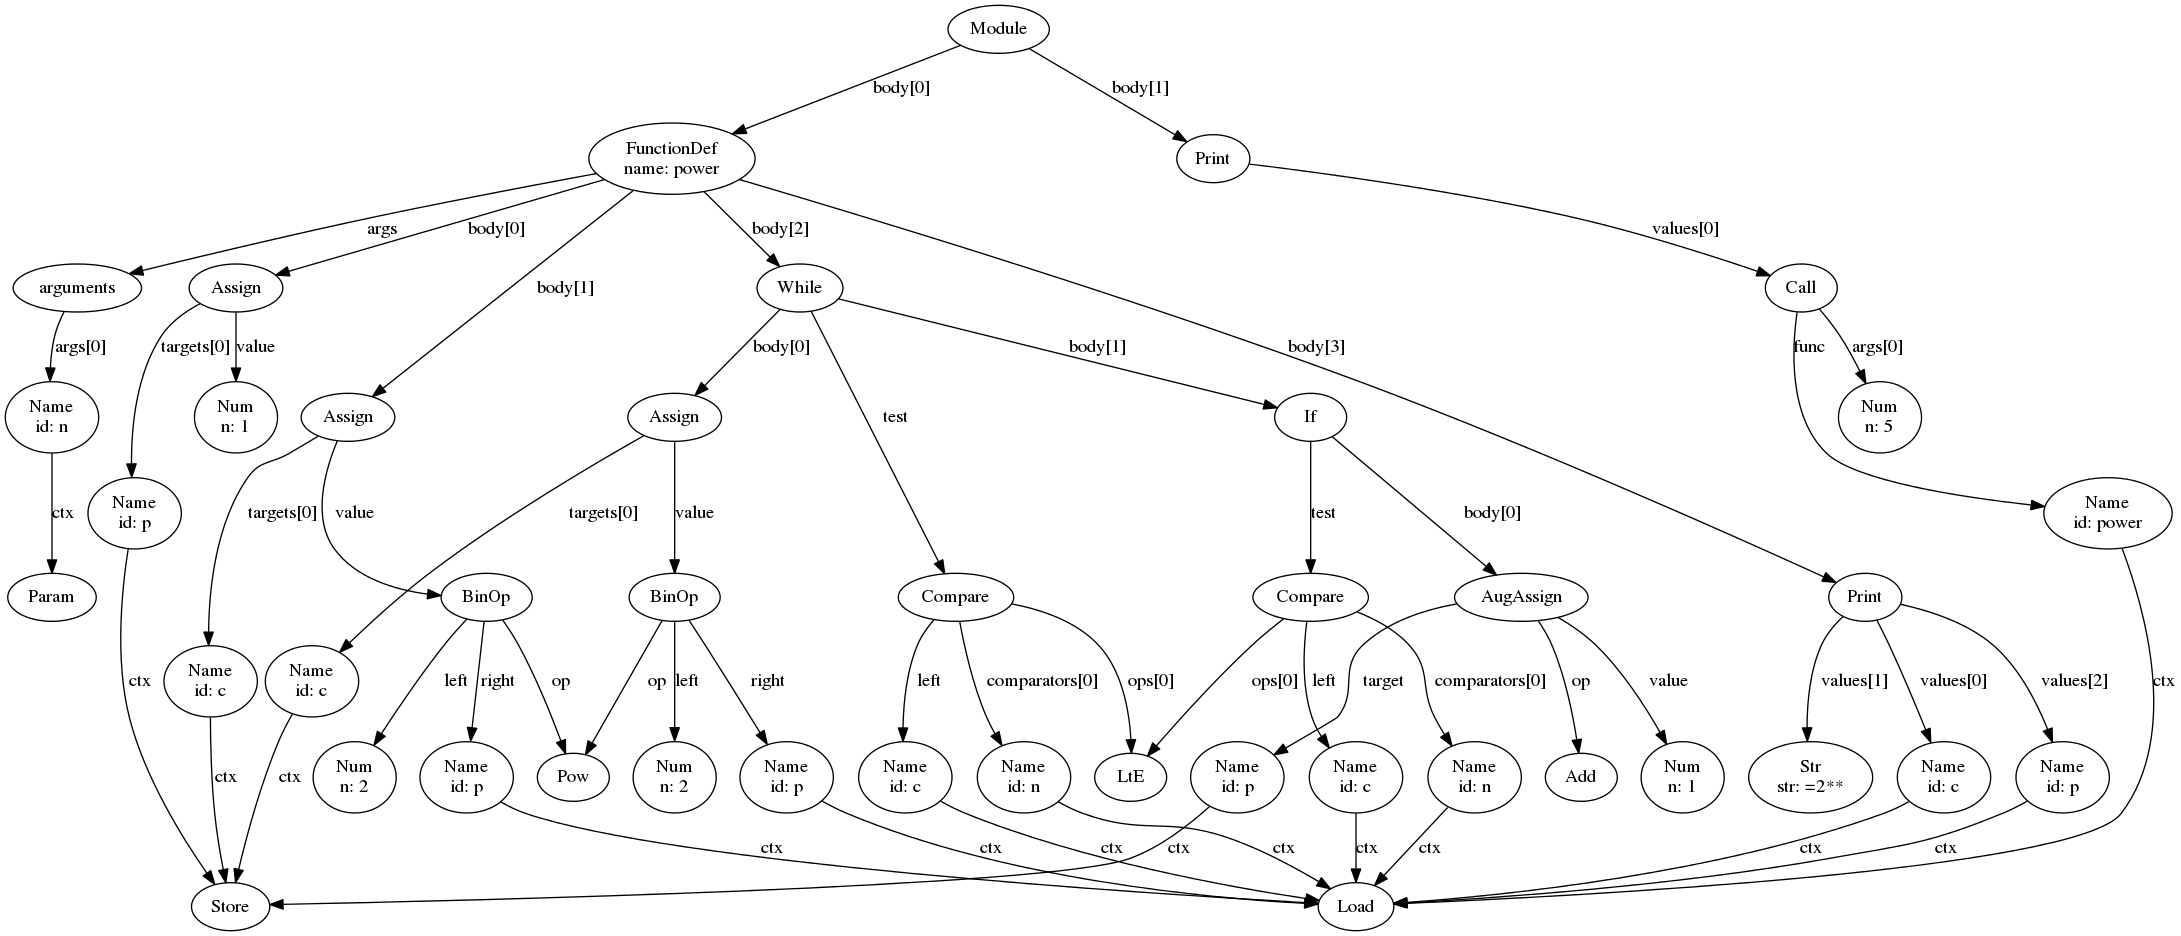 Module
body[0]
body[1]
FunctionDef
name: power
Print
args
body[0]
body[1]
body[2]
body[3]
values[0]
arguments
Assign
While
Call
args[0]
targets[0]
value
body[0]
test
body[1]
func
args[0]
Name
id: n
Num
n: 1
Assign
Assign
If
Num
n: 5
ctx
Name
id: p
targets[0]
value
targets[0]
value
test
body[0]
Name
id: power
Param
BinOp
BinOp
Compare
Compare
AugAssign
Print
ctx
Name
id: c
Name
id: c
left
right
op
op
left
right
left
comparators[0]
ops[0]
ops[0]
left
target
comparators[0]
op
value
values[1]
values[0]
values[2]
ctx
ctx
ctx
Num
n: 2
Name
id: p
Pow
Num
n: 2
Name
id: p
Name
id: c
Name
id: n
LtE
Name
id: p
Name
id: c
Name
id: n
Add
Num
n: 1
Str
str: =2**
Name
id: c
Name
id: p
ctx
ctx
ctx
ctx
ctx
ctx
ctx
ctx
ctx
Store
Load